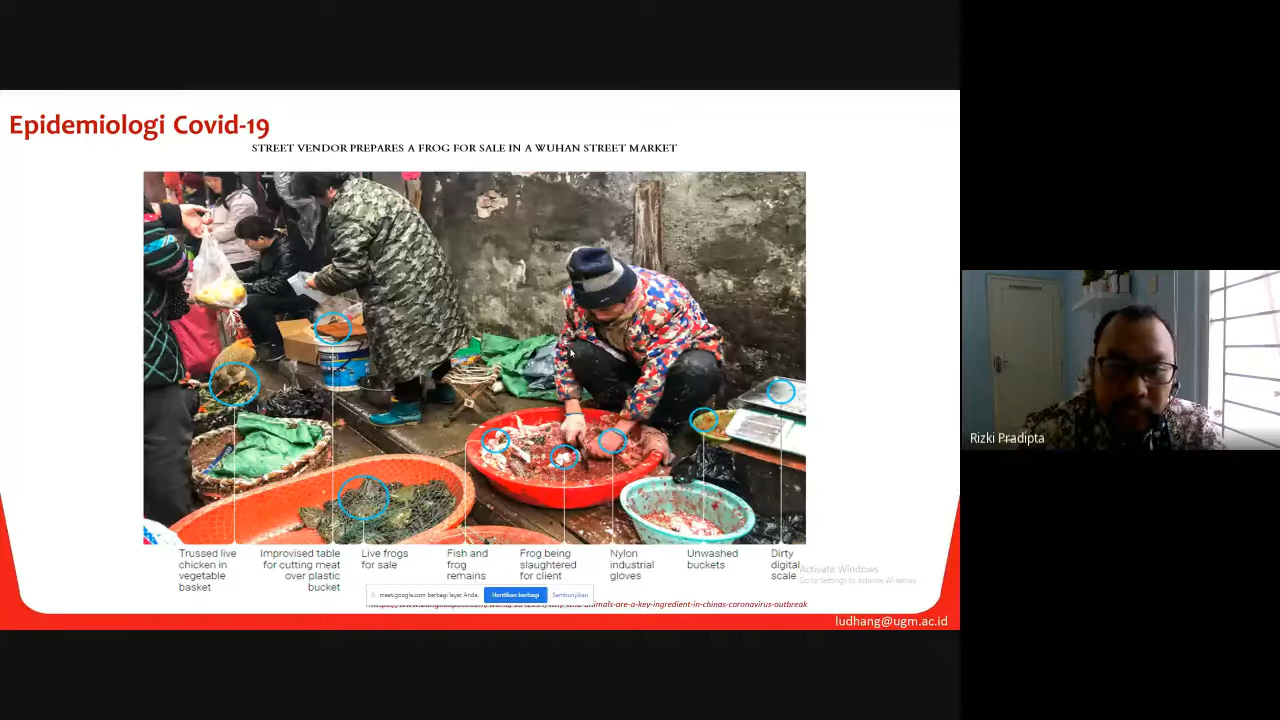 Epidemiologi Covid-19
STREET VENDOR PREPARES A FROG FOR SALE IN A WUHAN STREET MARKET
Trussed live
chicken in
vegetable
basket
Improvised table
for cutting meat
over plastic
bucket
Live frogs
for sale
Fish and
frog
remains
Frog being
slaughtered
for client
Nylon
industrial
gloves
Unwashed
buckets
Dirty
digital
scale
Activate Windows
Go to Settings to activate Windows
meet.google.com berbagi layar Anda.
Hentikan berbagi
Sembunyikan
-animals-are-a-key-ingredient-in-chinas-coronavirus-outbreak
ludhang@ugm.ac.id
Rizki Pradipta